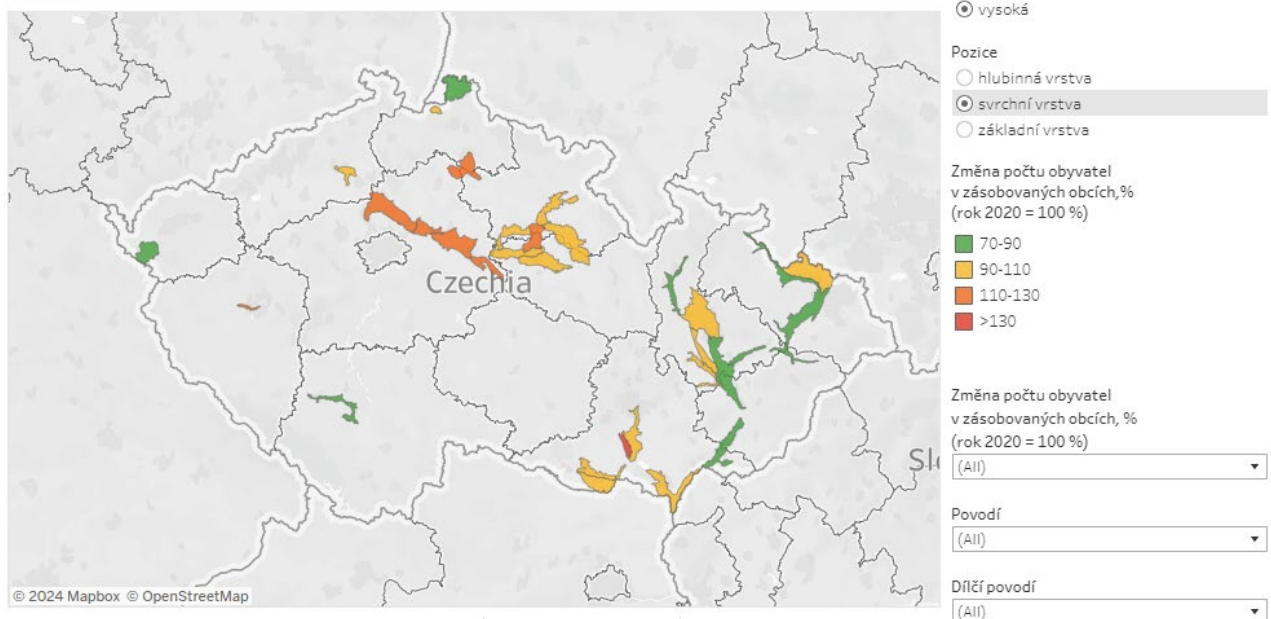 vysoká
Pozice
hlubinná vrstva
svrchní vrstva
základní vrstva
Změna počtu obyvatel
v zásobovaných obcích,%
(rok 2020 = 100 %)
70-90
90-110
110-130
>130
Změna počtu obyvatel
v zásobovaných obcích, %
(rok 2020 = 100 %)
(All)
Povodí
(All)
Dílčí povodí
(All)
Czechia
Slo
© 2024 Mapbox © OpenStreetMap